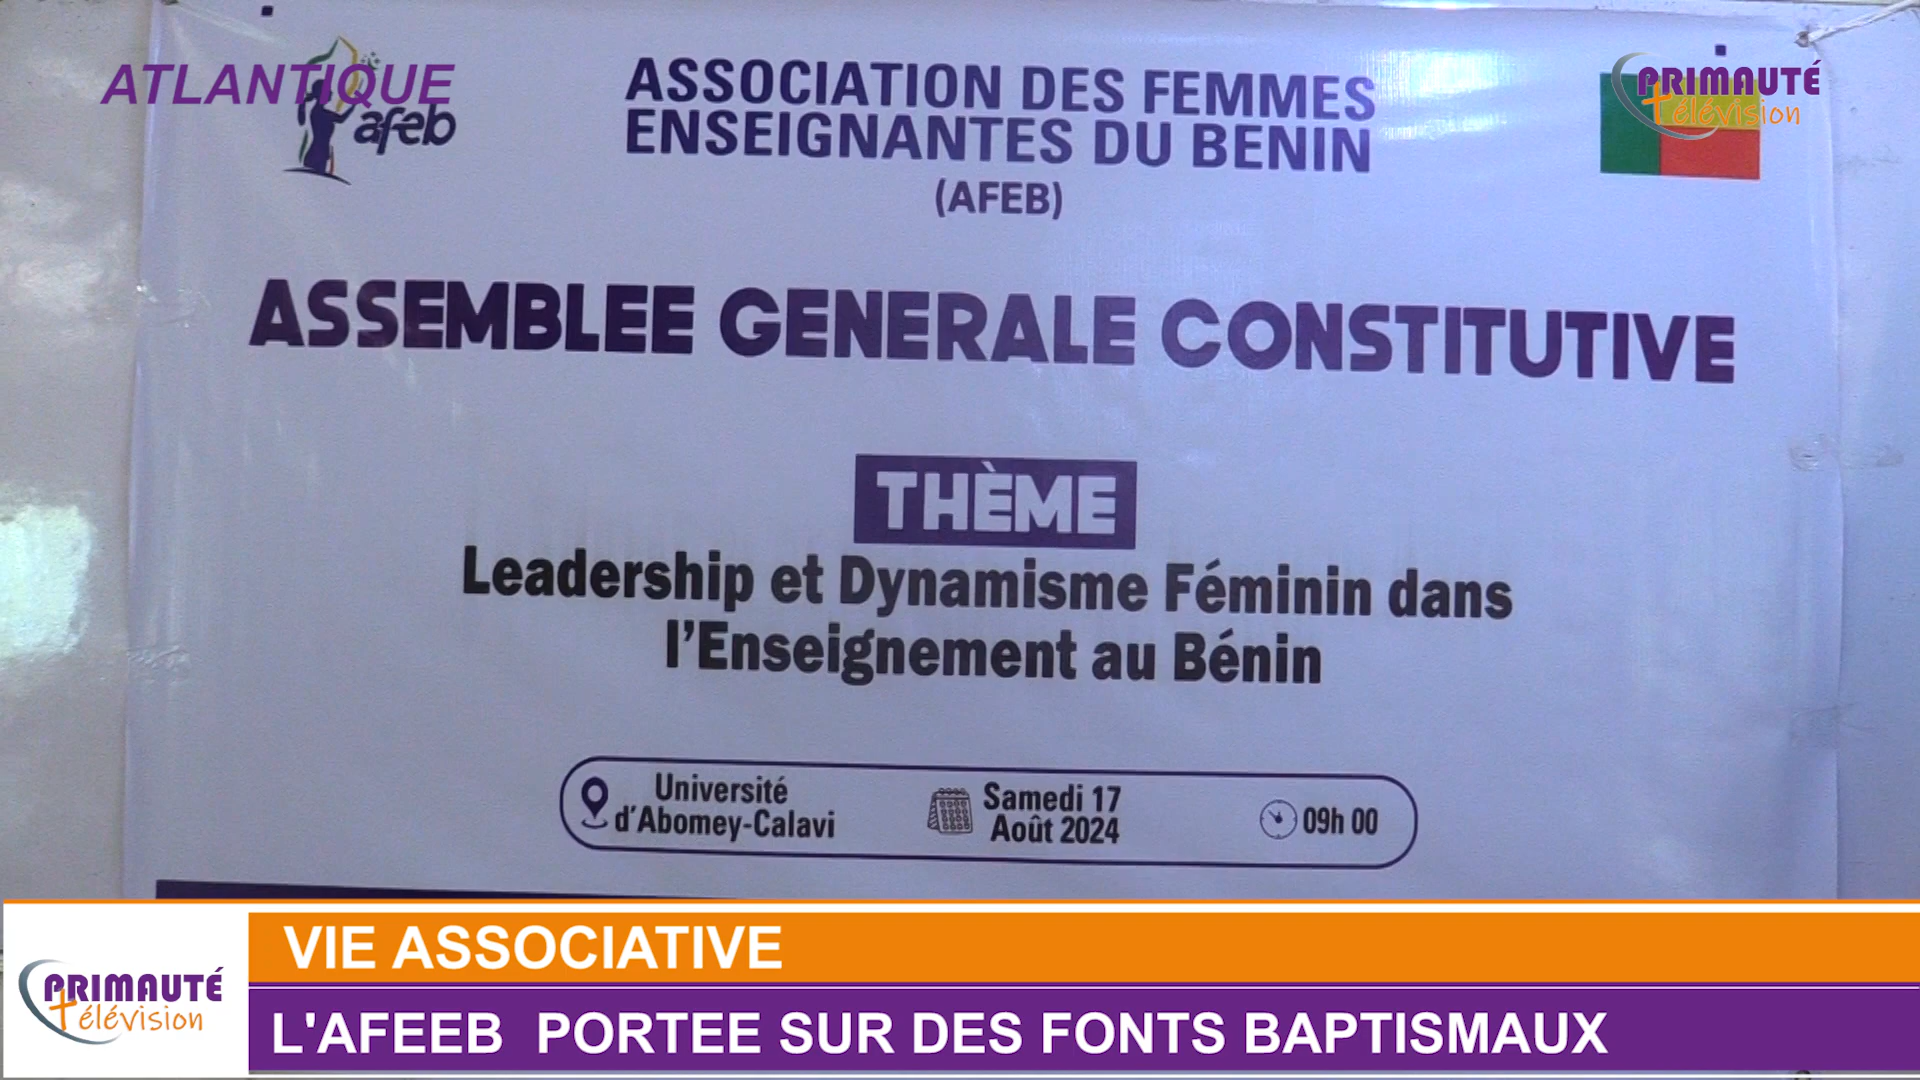 ATLANTIQUE
afeb
ASSOCIATION DES FEMMES
ENSEIGNANTES DU BENIN
(AFEB)
PRIMAUTÉ
Télévision
ASSEMBLEE GENERALE CONSTITUTIVE
THÈME
Leadership et Dynamisme Féminin dans
l'Enseignement au Bénin
Université
d'Abomey-Calavi
Samedi 17
Août 2024
09h 00
VIE ASSOCIATIVE
PRIMAUTÉ
Télévision
L'AFEEB PORTEE SUR DES FONTS BAPTISMAUX